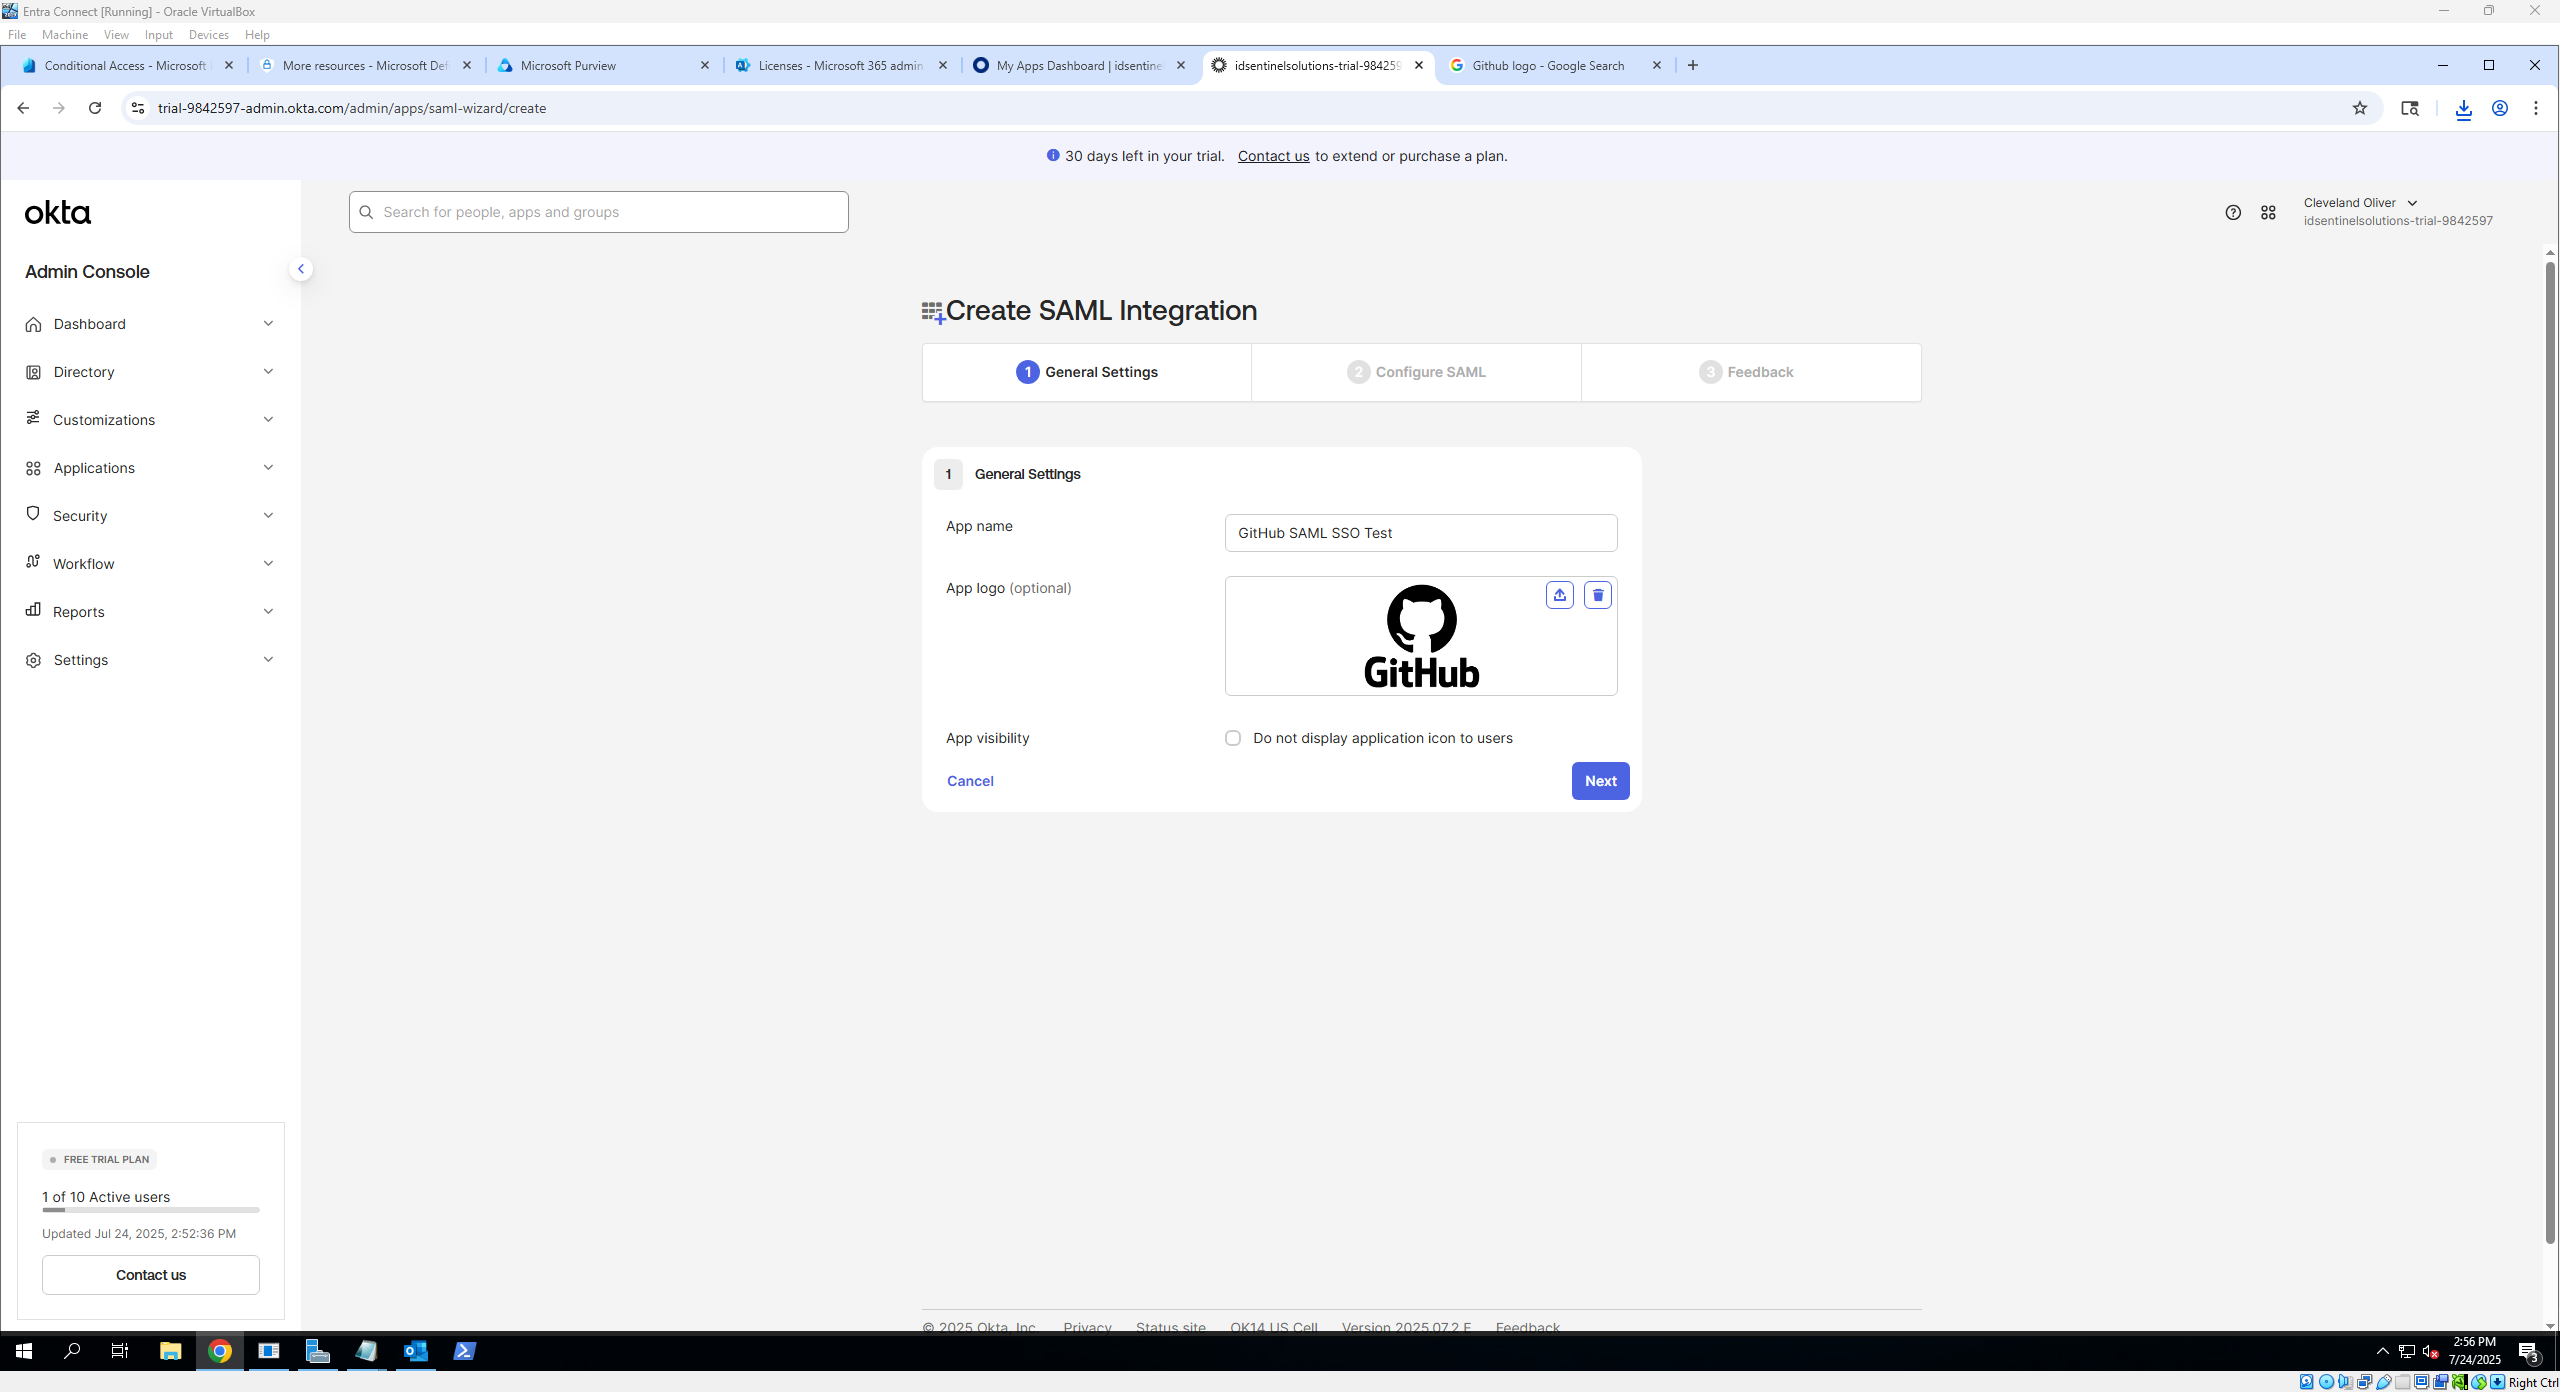 Entra Connect [Running] - Oracle VirtualBox
File Machine View Input Devices Help
Conditional Access - Microsoft
More resources - Microsoft Def
Microsoft Purview
Licenses - Microsoft 365 admin
My Apps Dashboard | idsentine
idsentinelsolutions-trial-984259
Github logo - Google Search
trial-9842597-admin.okta.com/admin/apps/saml-wizard/create
30 days left in your trial. Contact us to extend or purchase a plan.
okta
Search for people, apps and groups
Cleveland Oliver
idsentinelsolutions-trial-9842597
Admin Console
Dashboard
Directory
Customizations
Applications
Security
Workflow
Reports
Settings
Create SAML Integration
1 General Settings
2 Configure SAML
3 Feedback
1 General Settings
App name
GitHub SAML SSO Test
App logo (optional)
GitHub
App visibility
Do not display application icon to users
Cancel
Next
FREE TRIAL PLAN
1 of 10 Active users
Updated Jul 24, 2025, 2:52:36 PM
Contact us
© 2025 Okta, Inc. Privacy Status site OK14 US Cell Version 2025.07.2 E Feedback
2:56 PM
7/24/2025
3
Right Ctrl